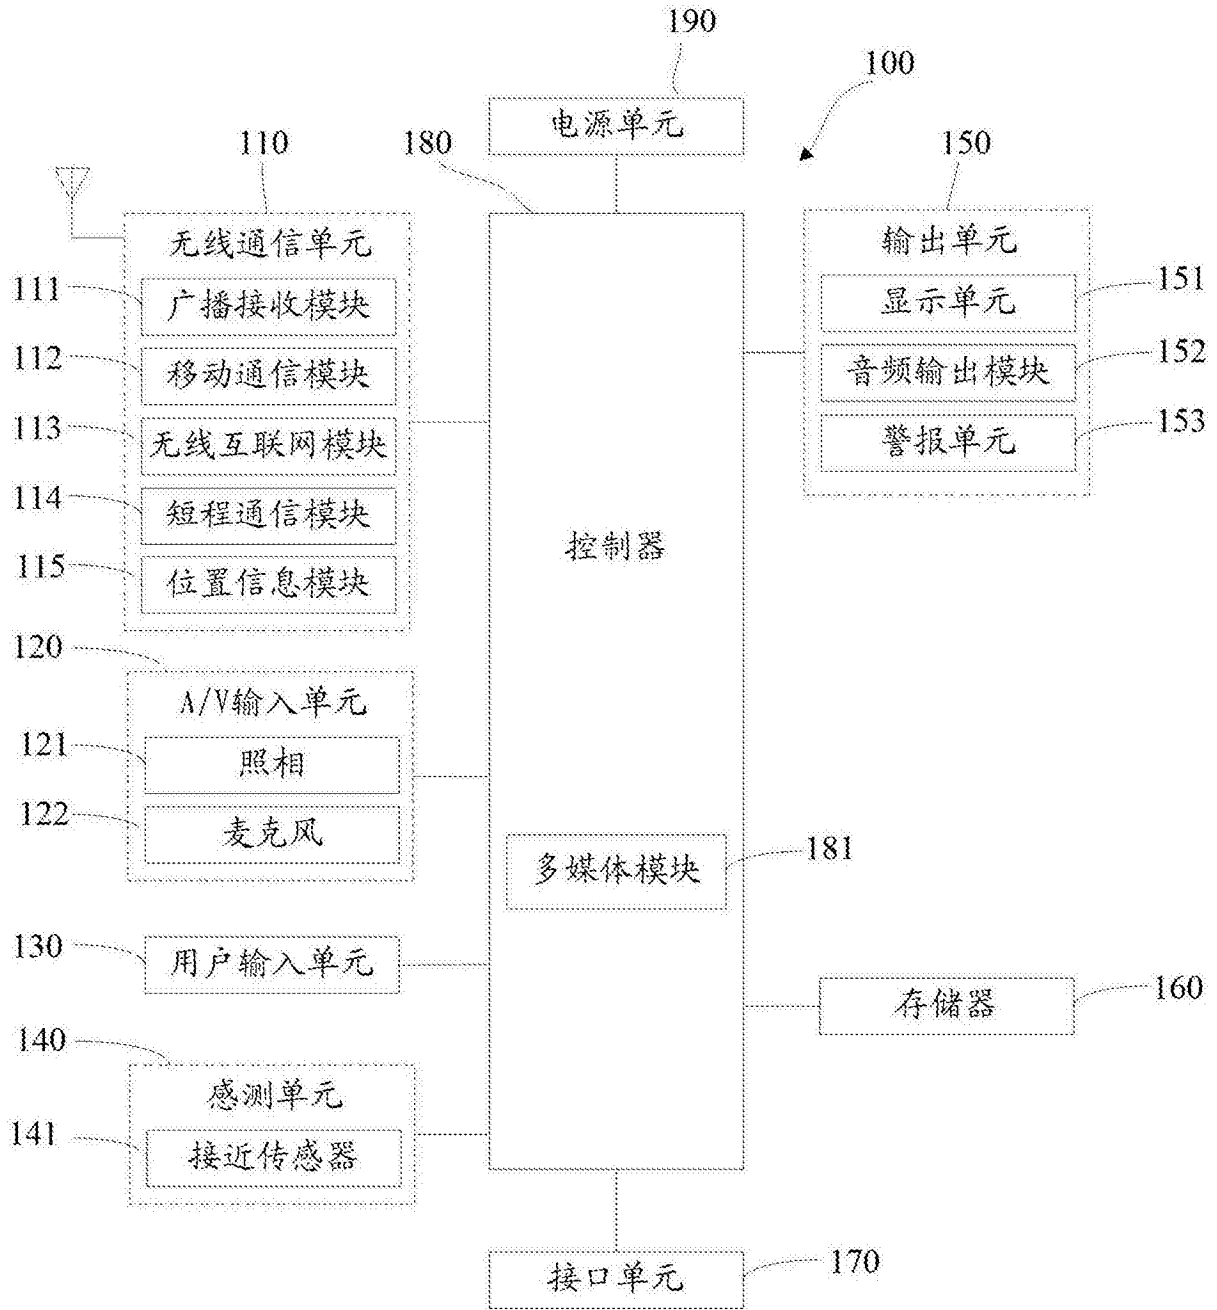 190
100
电源单元
110
180
150
无线通信单元
输出单元
111
广播接收模块
显示单元
151
112
移动通信模块
音频输出模块
152
113
无线互联网模块
警报单元
153
114
短程通信模块
控制器
115
位置信息模块
120
A/V输入单元
121
照相
122
麦克风
多媒体模块
181
130
用户输入单元
存储器
160
140
感测单元
141
接近传感器
接口单元
170